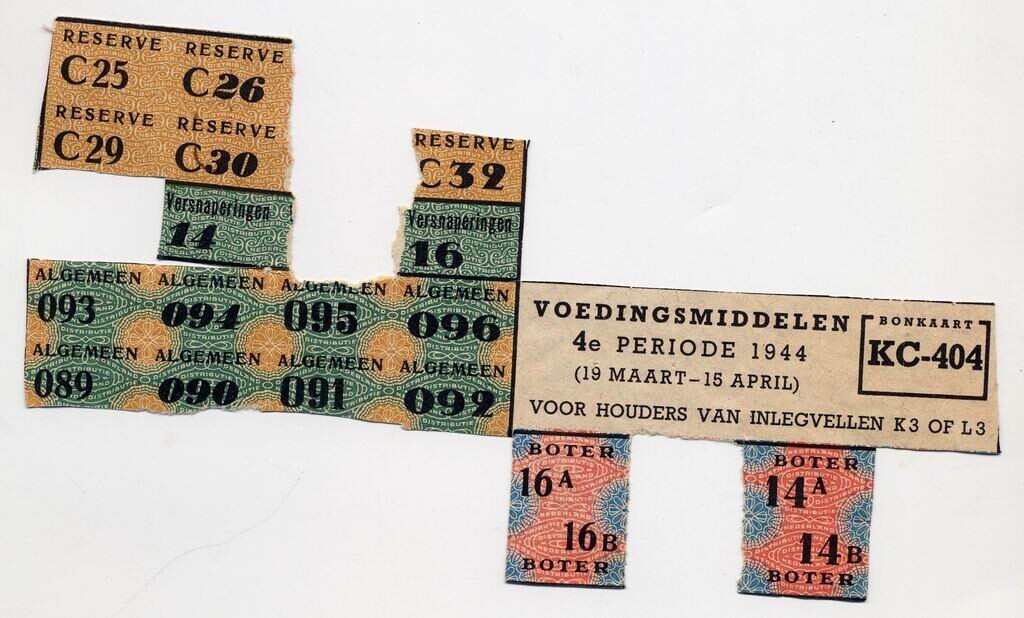 RESERVE RESERVE
C25 C26
RESERVE RESERVE
C29 C30
RESERVE
C32
Versnaperingen
14
Versnaperingen
16
ALGEMEEN ALGEMEEN ALGEMEEN ALGEMEEN
093 094 095 096
ALGEMEEN ALGEMEEN ALGEMEEN ALGEMEEN
089 090 091 092
VOEDINGSMIDDELEN
4e PERIODE 1944
(19 MAART–15 APRIL)
VOOR HOUDERS VAN INLEGVELLEN K3 OF L3
BONKAART
KC-404
BOTER
16A
16B
BOTER
BOTER
14A
14B
BOTER